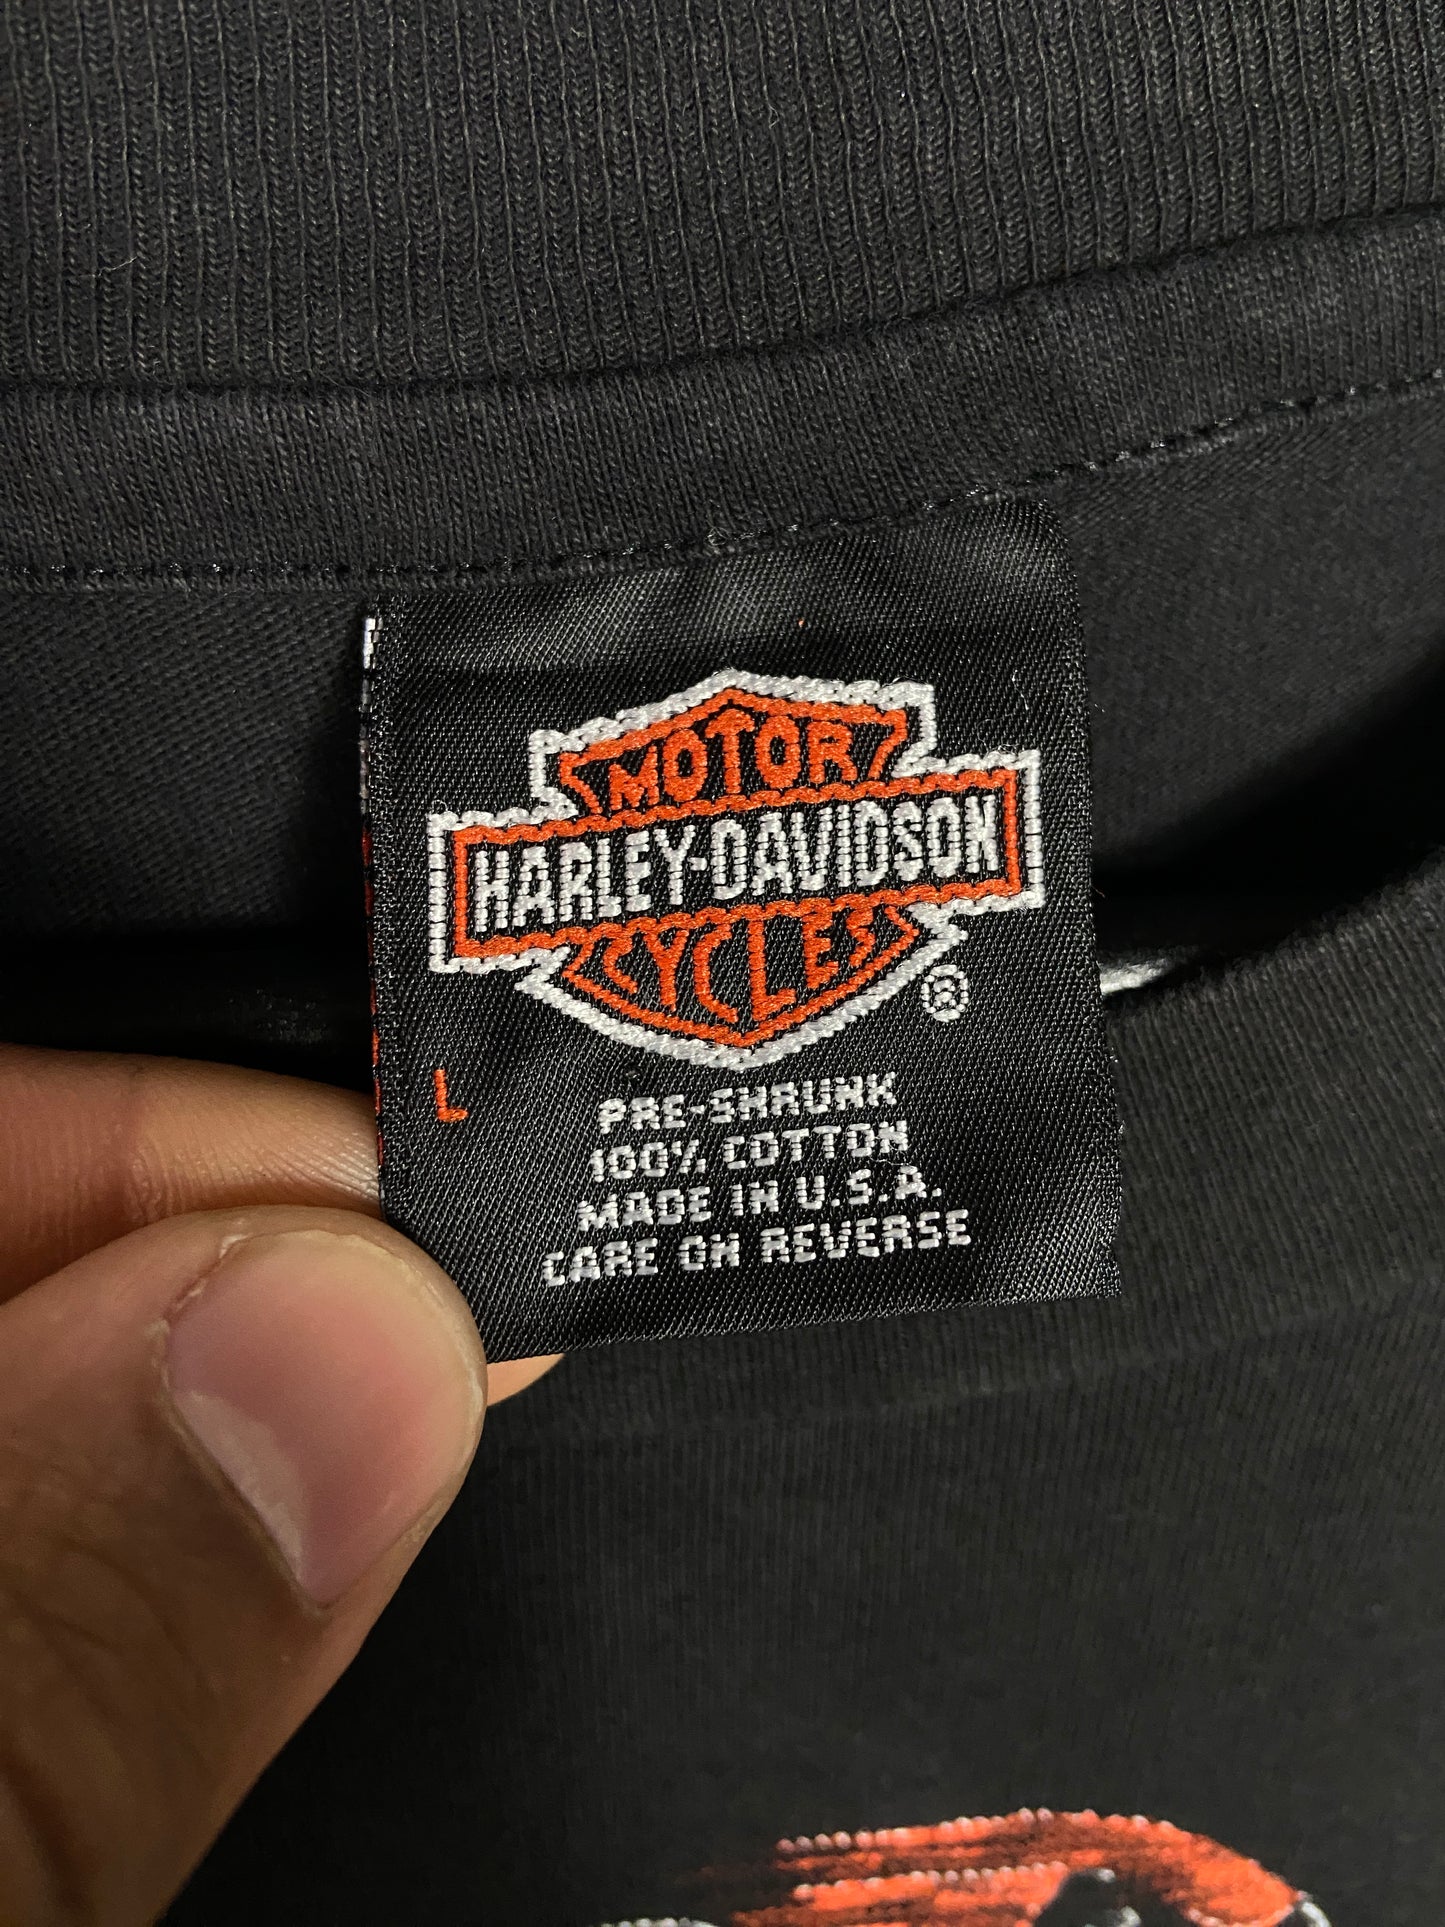 MOTOR
HARLEY-DAVIDSON
CYCLES
®
L
PRE-SHRUNK
100% COTTON
MADE IN U.S.A.
CARE ON REVERSE